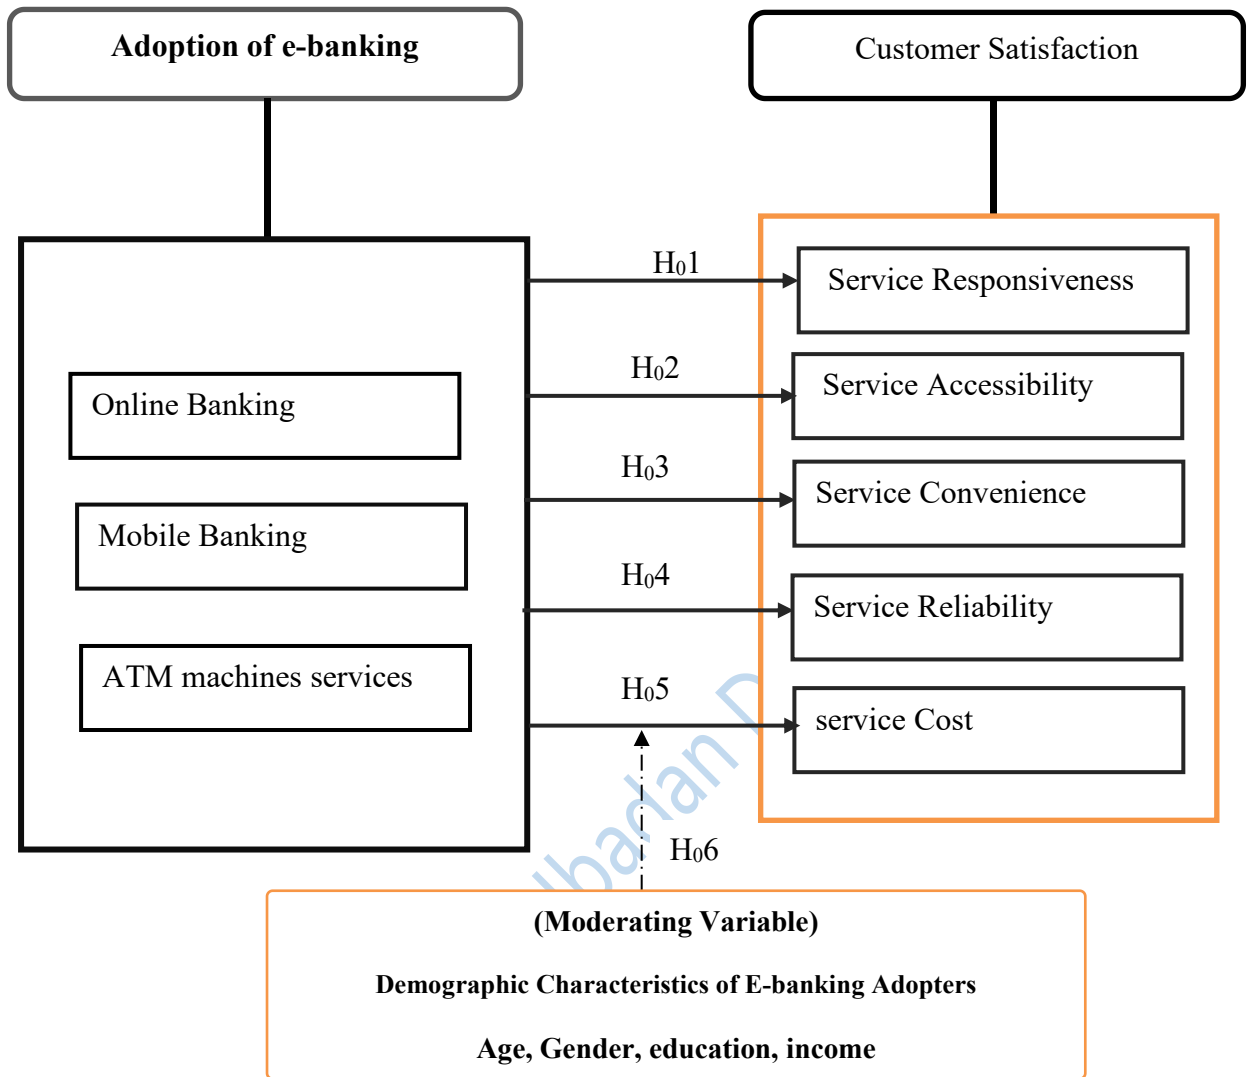 Adoption of e-banking
Customer Satisfaction
H₀1
Service Responsiveness
H₀2
Service Accessibility
Online Banking
H₀3
Service Convenience
Mobile Banking
H₀4
Service Reliability
ATM machines services
H₀5
service Cost
H₀6
(Moderating Variable)
Demographic Characteristics of E-banking Adopters
Age, Gender, education, income